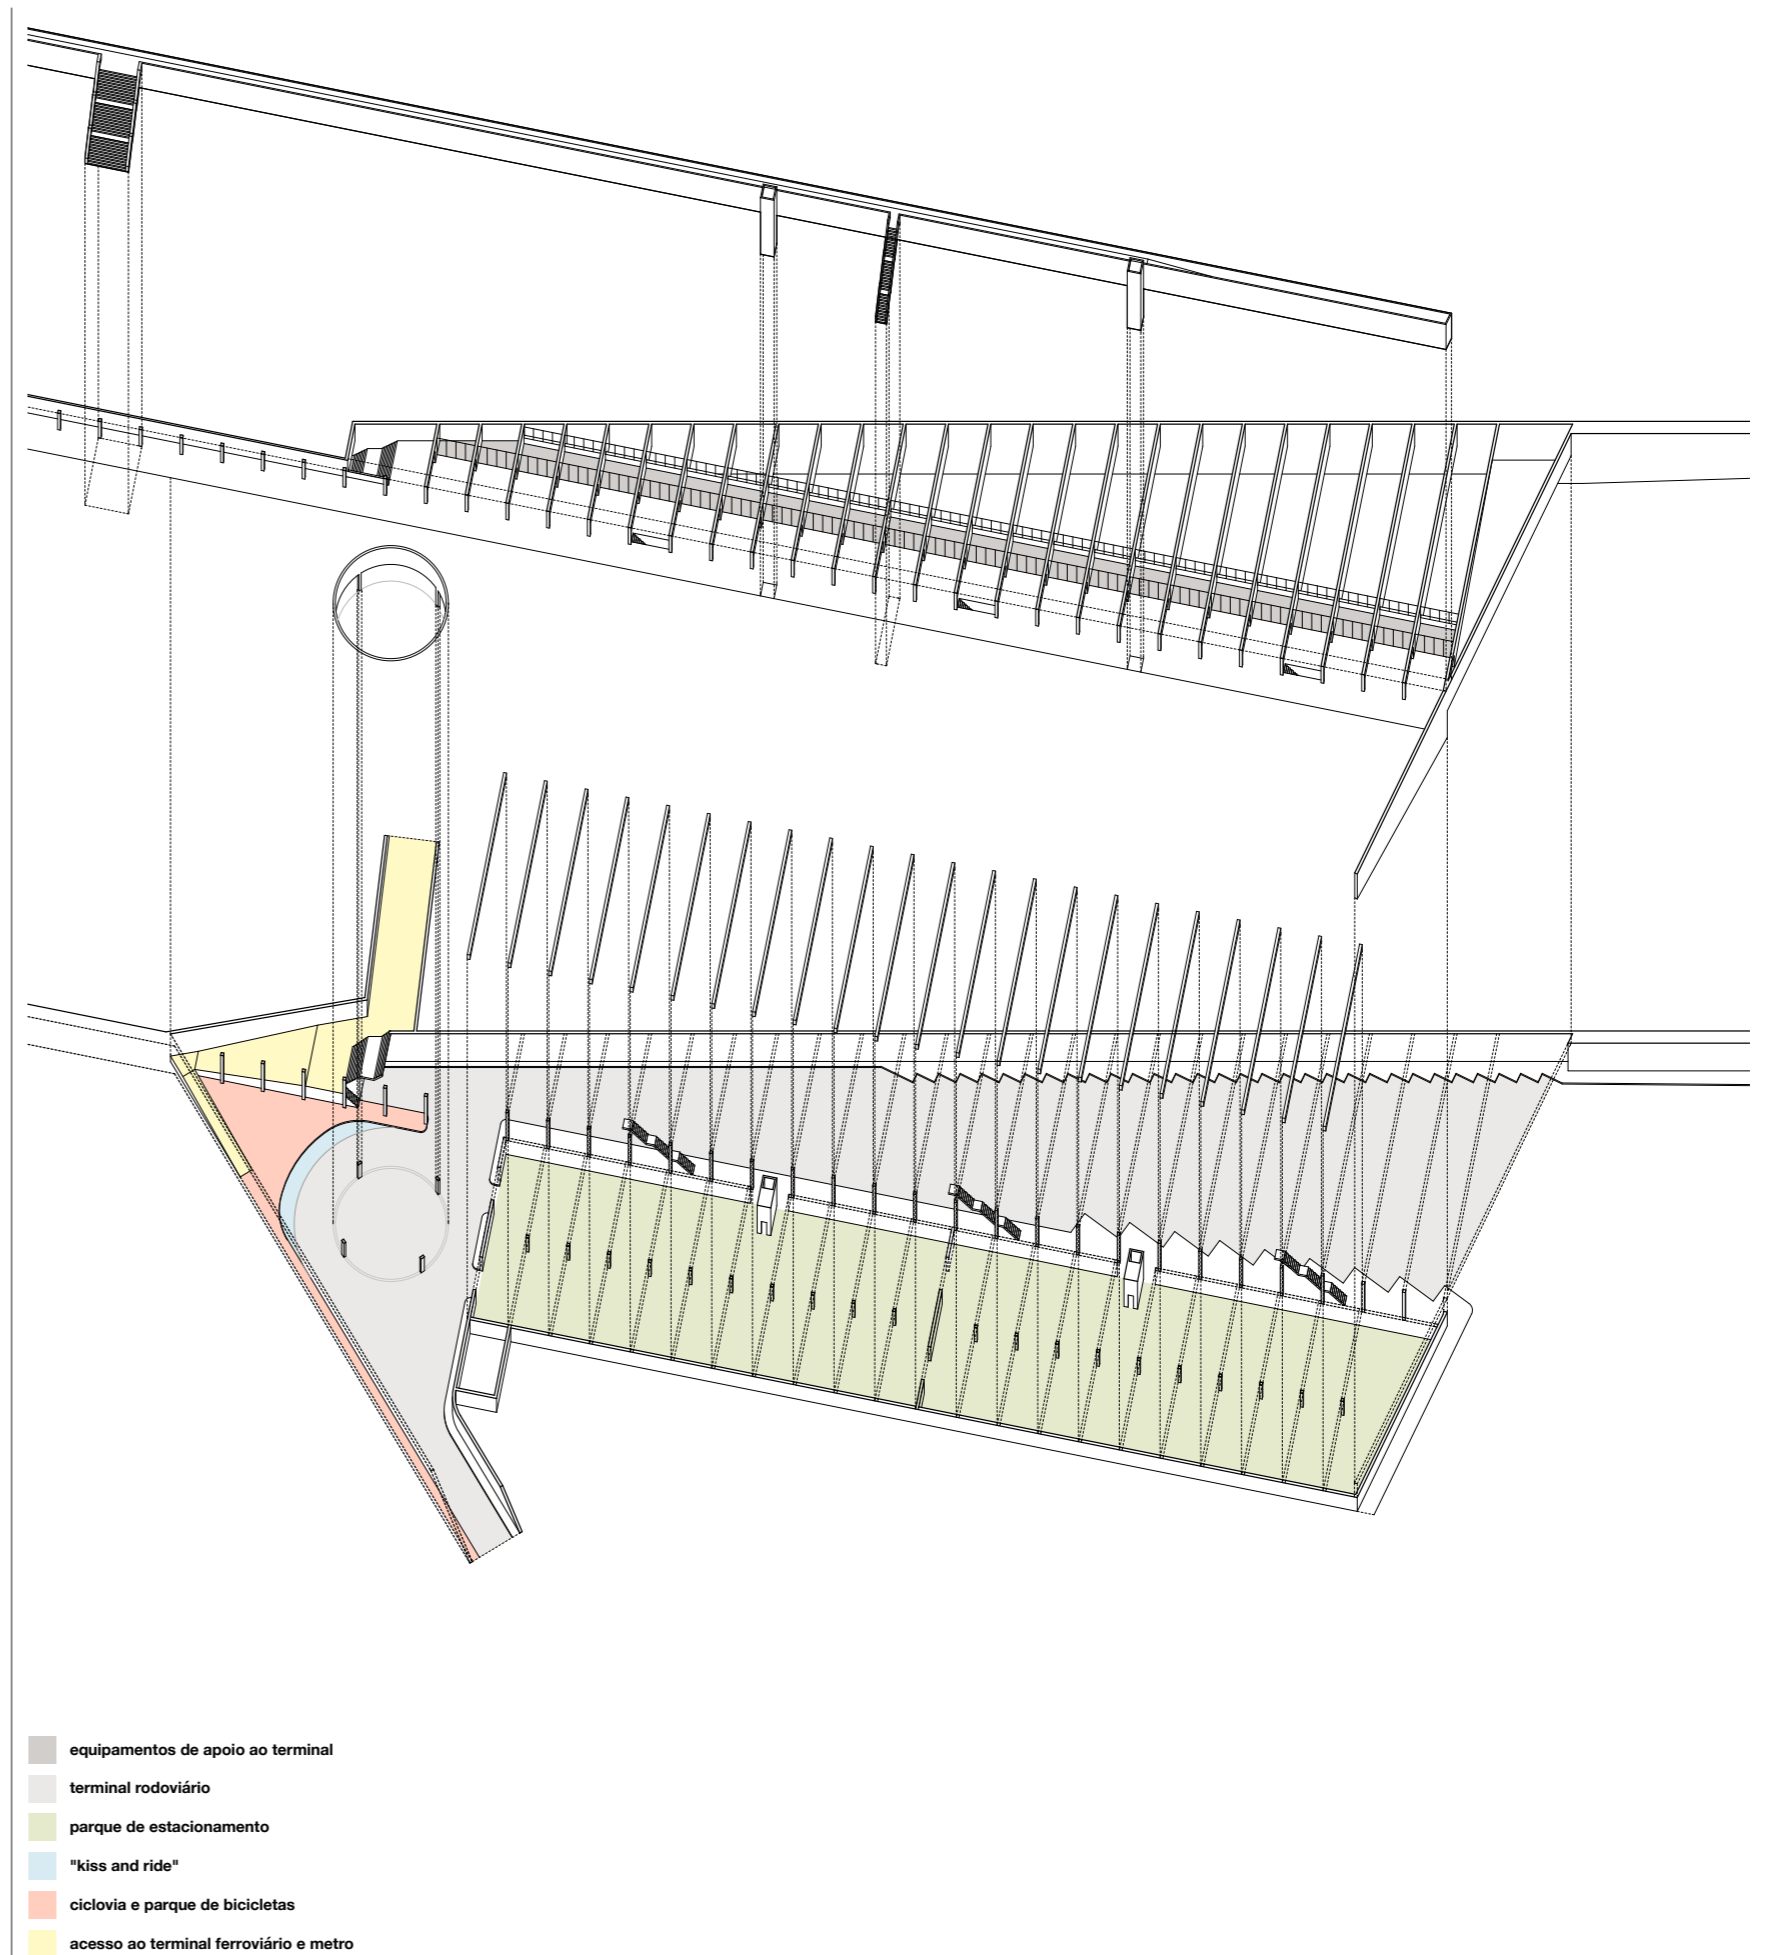 equipamentos de apoio ao terminal
terminal rodoviário
parque de estacionamento
"kiss and ride"
ciclovia e parque de bicicletas
acesso ao terminal ferroviário e metro